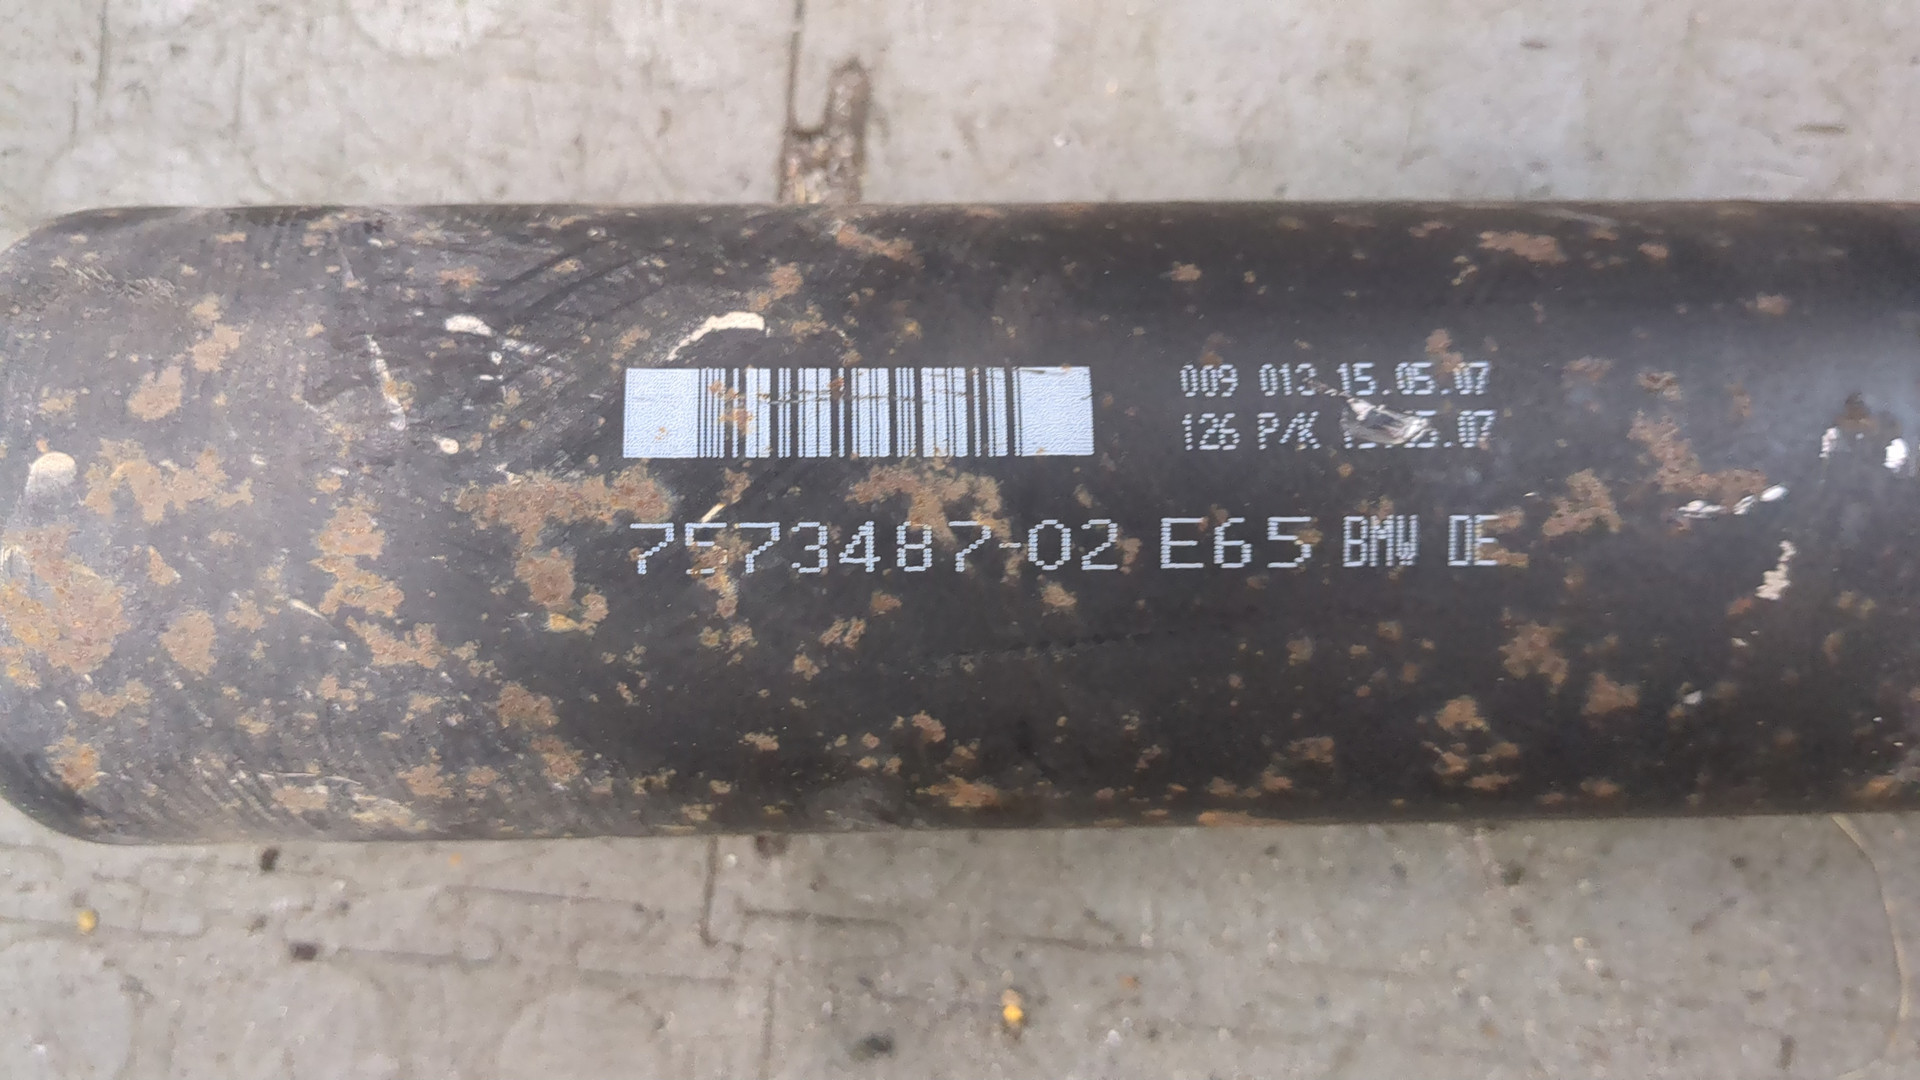 009 013 15.05.07
126 P/K
7573487-02 E65 BMW DE